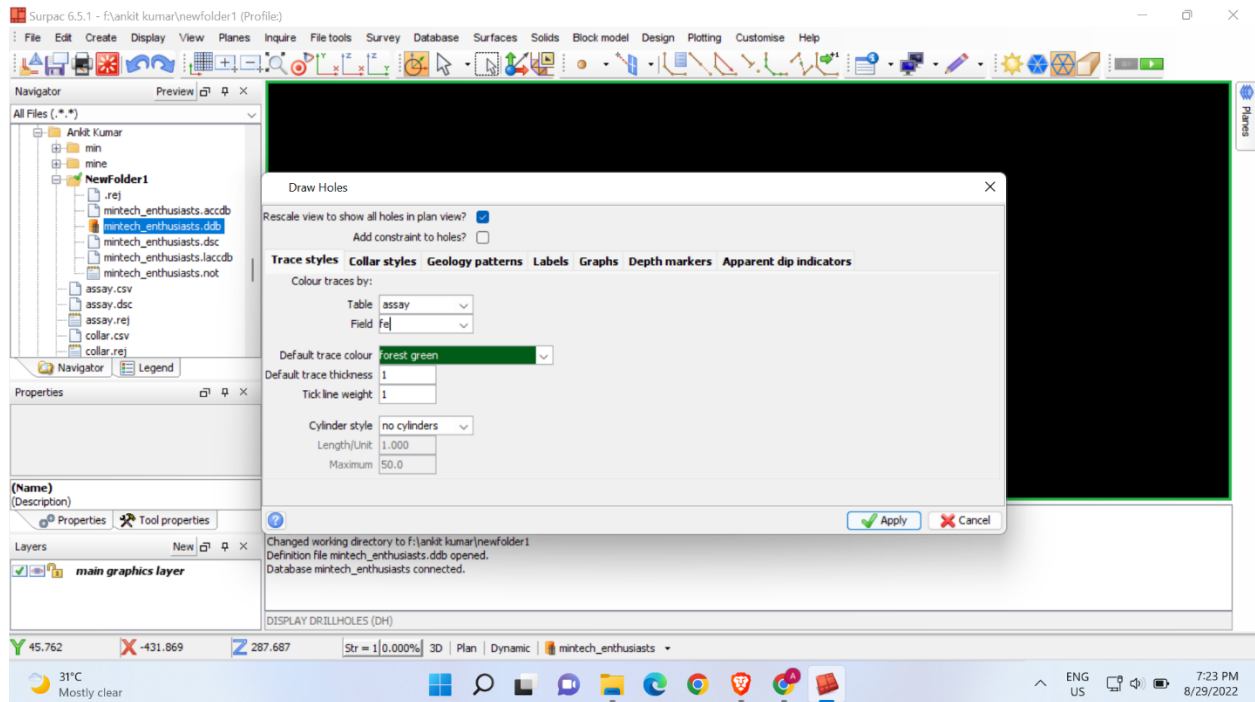 Surpac 6.5.1 - f:\ankit kumar\newfolder1 (Profile:)
File Edit Create Display View Planes Inquire File tools Survey Database Surfaces Solids Block model Design Plotting Customise Help
Navigator Preview
All Files (.*.*)
Ankit Kumar
min
mine
NewFolder1
.rej
mintech_enthusiasts.accdb
mintech_enthusiasts.ddb
mintech_enthusiasts.dsc
mintech_enthusiasts.laccdb
mintech_enthusiasts.not
assay.csv
assay.dsc
assay.rej
collar.csv
collar.rej
Navigator Legend
Properties
(Name)
(Description)
Properties Tool properties
Layers New
main graphics layer
Planes
Draw Holes
Rescale view to show all holes in plan view?
Add constraint to holes?
Trace styles Collar styles Geology patterns Labels Graphs Depth markers Apparent dip indicators
Colour traces by:
Table assay
Field fe
Default trace colour forest green
Default trace thickness 1
Tick line weight 1
Cylinder style no cylinders
Length/Unit 1.000
Maximum 50.0
Apply Cancel
Changed working directory to f:\ankit kumar\newfolder1
Definition file mintech_enthusiasts.ddb opened.
Database mintech_enthusiasts connected.
DISPLAY DRILLHOLES (DH)
Y 45.762 X -431.869 Z 287.687 Str = 1 0.000% 3D Plan Dynamic mintech_enthusiasts
31°C
Mostly clear
ENG
US
7:23 PM
8/29/2022